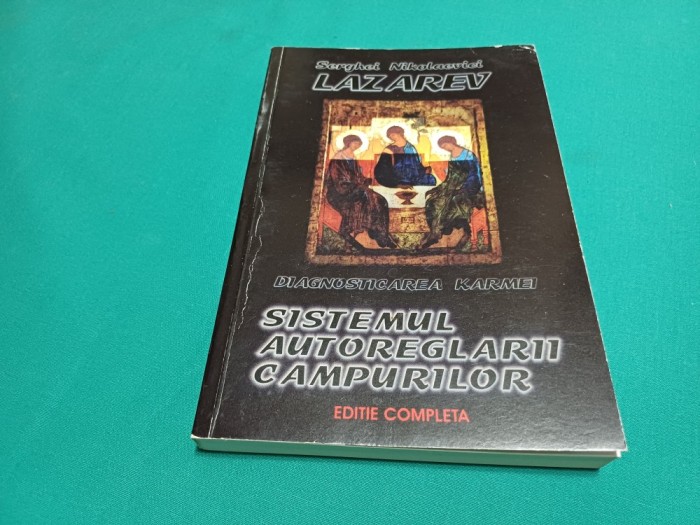 Serghei Nikolaevici
LAZAREV
DIAGNOSTICAREA KARMEI
SISTEMUL
AUTOREGLARII
CAMPURILOR
EDITIE COMPLETA